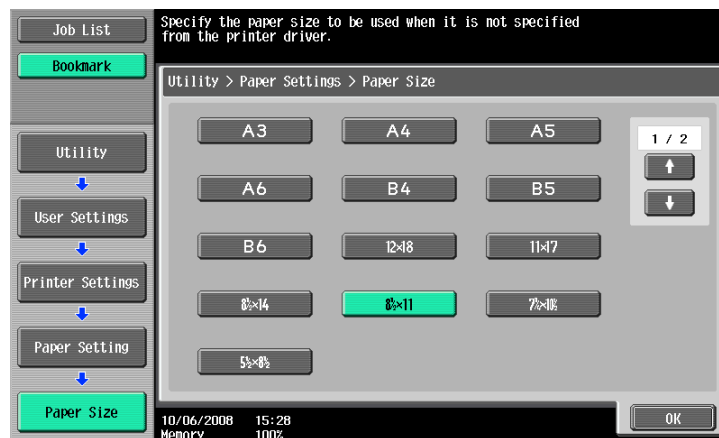 Job List
Bookmark
Utility
User Settings
Printer Settings
Paper Setting
Paper Size
Specify the paper size to be used when it is not specified
from the printer driver.
Utility > Paper Settings > Paper Size
A3 A4 A5
A6 B4 B5
B6 12×18 11×17
8½×14 8½×11 7¼×10½
5½×8½
1 / 2
10/06/2008 15:28
Memory 100%
OK